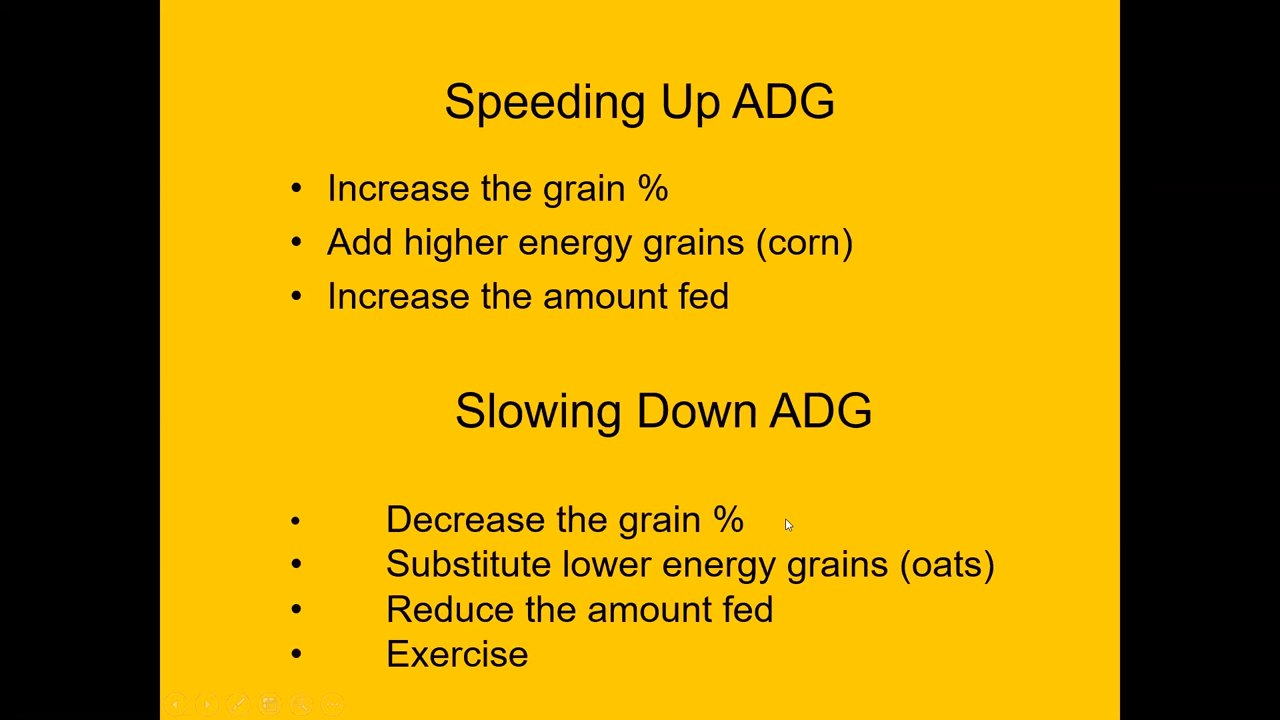 Speeding Up ADG
• Increase the grain %
• Add higher energy grains (corn)
• Increase the amount fed
Slowing Down ADG
• Decrease the grain %
• Substitute lower energy grains (oats)
• Reduce the amount fed
• Exercise